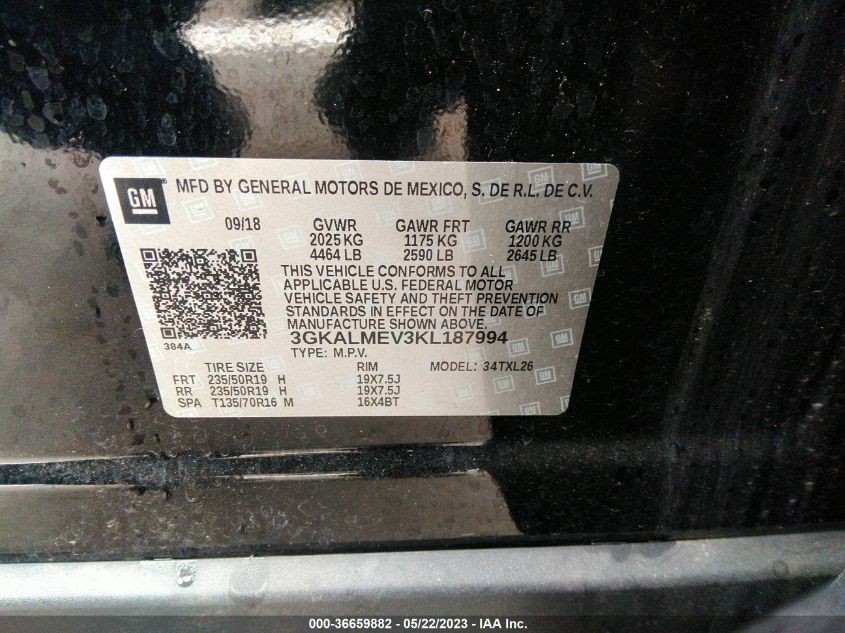 GM MFD BY GENERAL MOTORS DE MEXICO, S. DE R.L. DE C.V.
09/18 GVWR GAWR FRT GAWR RR
2025 KG 1175 KG 1200 KG
4464 LB 2590 LB 2645 LB
THIS VEHICLE CONFORMS TO ALL
APPLICABLE U.S. FEDERAL MOTOR
VEHICLE SAFETY AND THEFT PREVENTION
STANDARDS IN EFFECT ON THE DATE OF
MANUFACTURE SHOWN ABOVE.
384A 3GKALMEV3KL187994
TYPE: M.P.V. MODEL: 34TXL26
TIRE SIZE RIM
FRT 235/50R19 H 19X7.5J
RR 235/50R19 H 19X7.5J
SPA T135/70R16 M 16X4BT
000-36659882 - 05/22/2023 - IAA Inc.